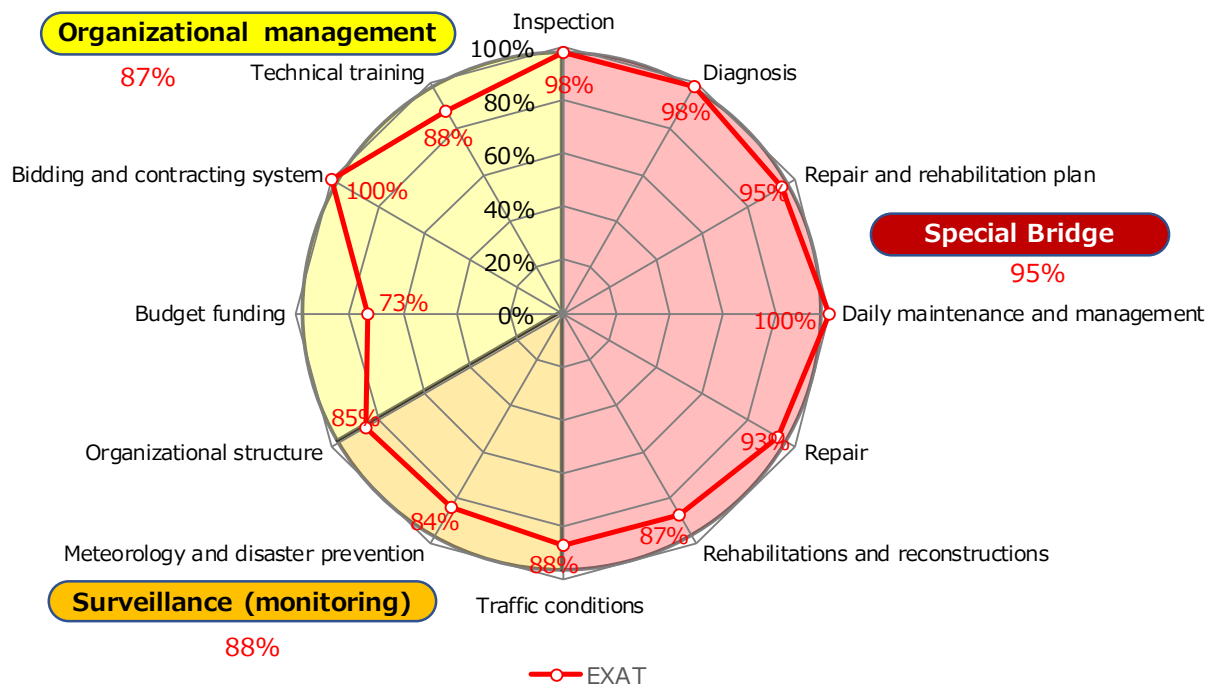 Inspection
Organizational management
87%
Technical training
100%
Diagnosis
98%
98%
80%
88%
60%
Bidding and contracting system
100%
Repair and rehabilitation plan
95%
40%
Special Bridge
95%
20%
Budget funding
73%
0%
100%
Daily maintenance and management
85%
Organizational structure
93%
Repair
84%
87%
Meteorology and disaster prevention
88%
Rehabilitations and reconstructions
Surveillance (monitoring)
88%
Traffic conditions
EXAT